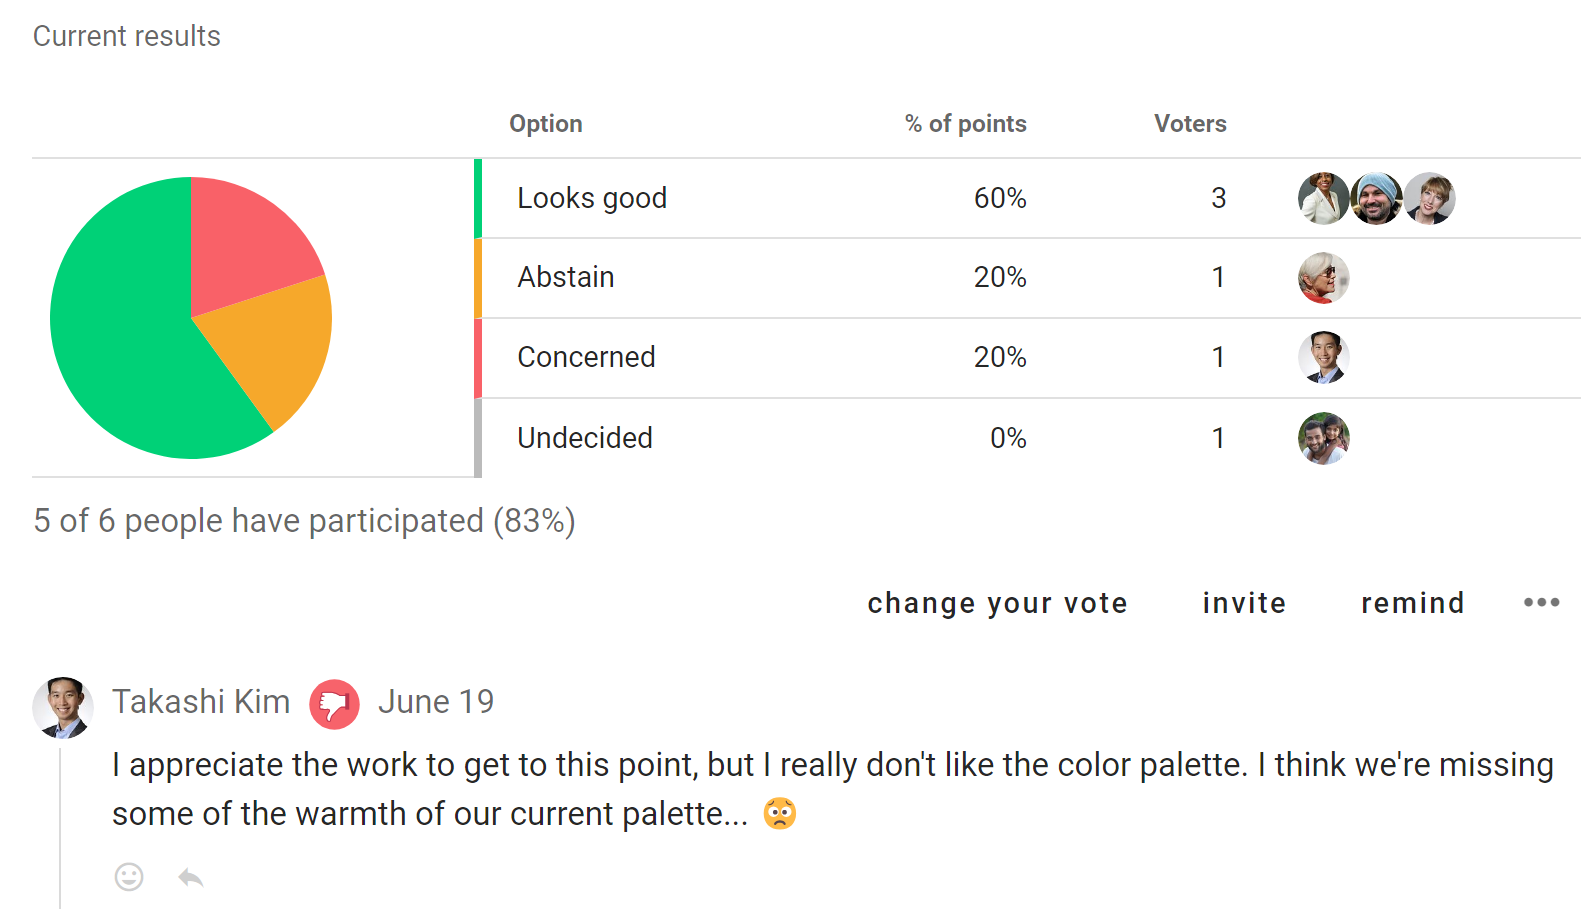 Current results
Option % of points Voters
Looks good 60% 3
Abstain 20% 1
Concerned 20% 1
Undecided 0% 1
5 of 6 people have participated (83%)
change your vote invite remind
Takashi Kim June 19
I appreciate the work to get to this point, but I really don't like the color palette. I think we're missing
some of the warmth of our current palette... 😟